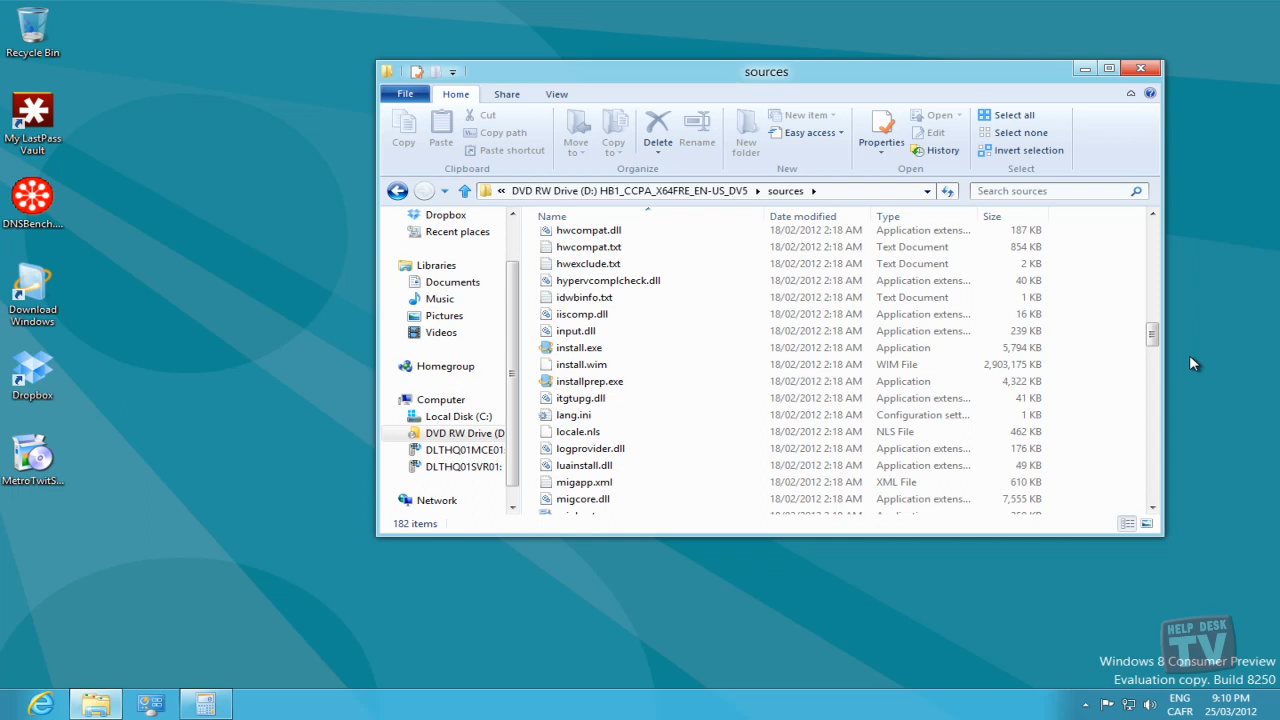 Recycle Bin
My LastPass
Vault
DNSBench....
Download
Windows
Dropbox
MetroTwitS...
sources
File
Home
Share
View
Copy
Paste
Cut
Copy path
Paste shortcut
Clipboard
Move
to
Copy
to
Delete
Rename
Organize
New
folder
New item
Easy access
New
Properties
Open
Edit
History
Open
Select all
Select none
Invert selection
Select
« DVD RW Drive (D:) HB1_CCPA_X64FRE_EN-US_DV5 sources
Search sources
Dropbox
Recent places
Libraries
Documents
Music
Pictures
Videos
Homegroup
Computer
Local Disk (C:)
DVD RW Drive (D
DLTHQ01MCE01:
DLTHQ01SVR01:
Network
Name Date modified Type Size
hwcompat.dll 18/02/2012 2:18 AM Application extens... 187 KB
hwcompat.txt 18/02/2012 2:18 AM Text Document 854 KB
hwexclude.txt 18/02/2012 2:18 AM Text Document 2 KB
hypervcomplcheck.dll 18/02/2012 2:18 AM Application extens... 40 KB
idwbinfo.txt 18/02/2012 2:18 AM Text Document 1 KB
iiscomp.dll 18/02/2012 2:18 AM Application extens... 16 KB
input.dll 18/02/2012 2:18 AM Application extens... 239 KB
install.exe 18/02/2012 2:18 AM Application 5,794 KB
install.wim 18/02/2012 2:18 AM WIM File 2,903,175 KB
installprep.exe 18/02/2012 2:18 AM Application 4,322 KB
itgtupg.dll 18/02/2012 2:18 AM Application extens... 41 KB
lang.ini 18/02/2012 2:18 AM Configuration sett... 1 KB
locale.nls 18/02/2012 2:18 AM NLS File 462 KB
logprovider.dll 18/02/2012 2:18 AM Application extens... 176 KB
luainstall.dll 18/02/2012 2:18 AM Application extens... 49 KB
migapp.xml 18/02/2012 2:18 AM XML File 610 KB
migcore.dll 18/02/2012 2:18 AM Application extens... 7,555 KB
182 items
HELP DESK
TV
Windows 8 Consumer Preview
Evaluation copy. Build 8250
ENG
CAFR
9:10 PM
25/03/2012